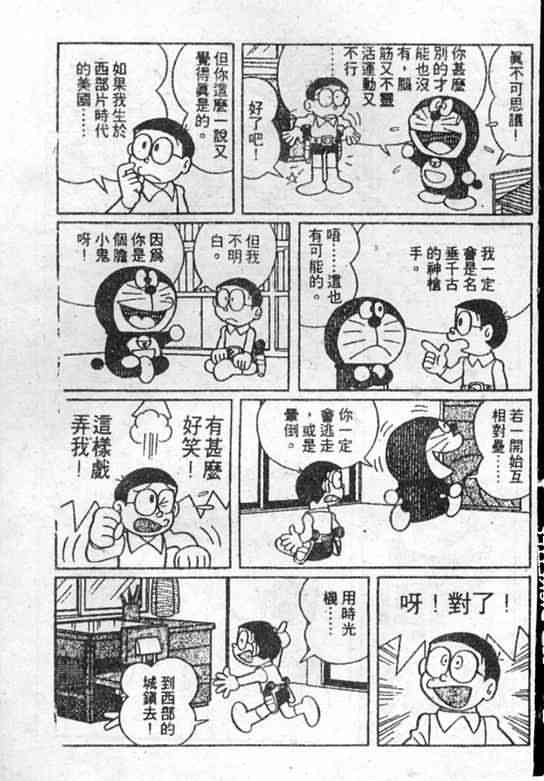 真不可思議！
你甚麼
別的才
能也沒
有，腦
筋又不靈
活運動又
不行
好了吧！
但你這麼一說又
覺得真是的。
如果我生於
西部片時代
的美國……
我一定
會是名
垂千古
的神槍
手。
唔……這也
有可能的。
但我
不明
白。
因為
你是
個膽
小鬼
呀！
若一開始互
相對壘……
你一定
會逃走
，或是
暈倒。
有甚麼
好笑！
這樣戲
弄我！
呀！對了！
用時光
機……
到西部的
城鎮去！